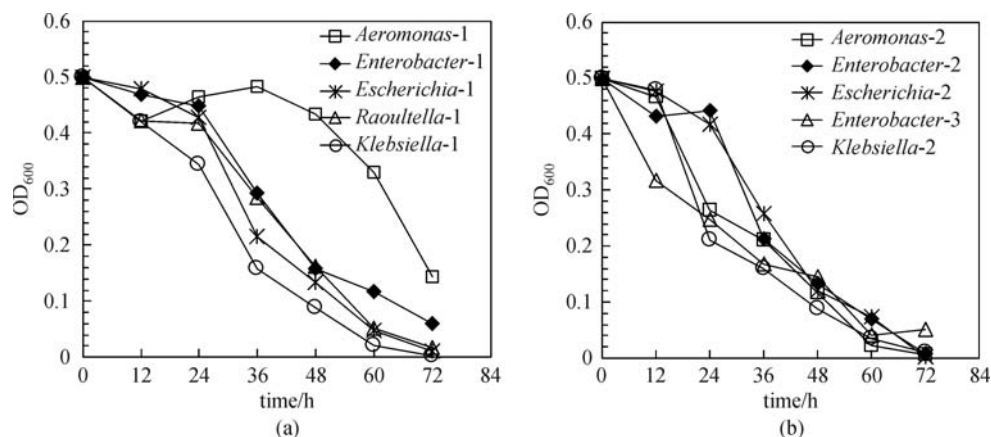 0.6
0.5
0.4
0.3
0.2
0.1
0
OD600
Aeromonas-1
Enterobacter-1
Escherichia-1
Raoultella-1
Klebsiella-1
0 12 24 36 48 60 72 84
time/h
(a)
0.6
0.5
0.4
0.3
0.2
0.1
0
OD600
Aeromonas-2
Enterobacter-2
Escherichia-2
Enterobacter-3
Klebsiella-2
0 12 24 36 48 60 72 84
time/h
(b)